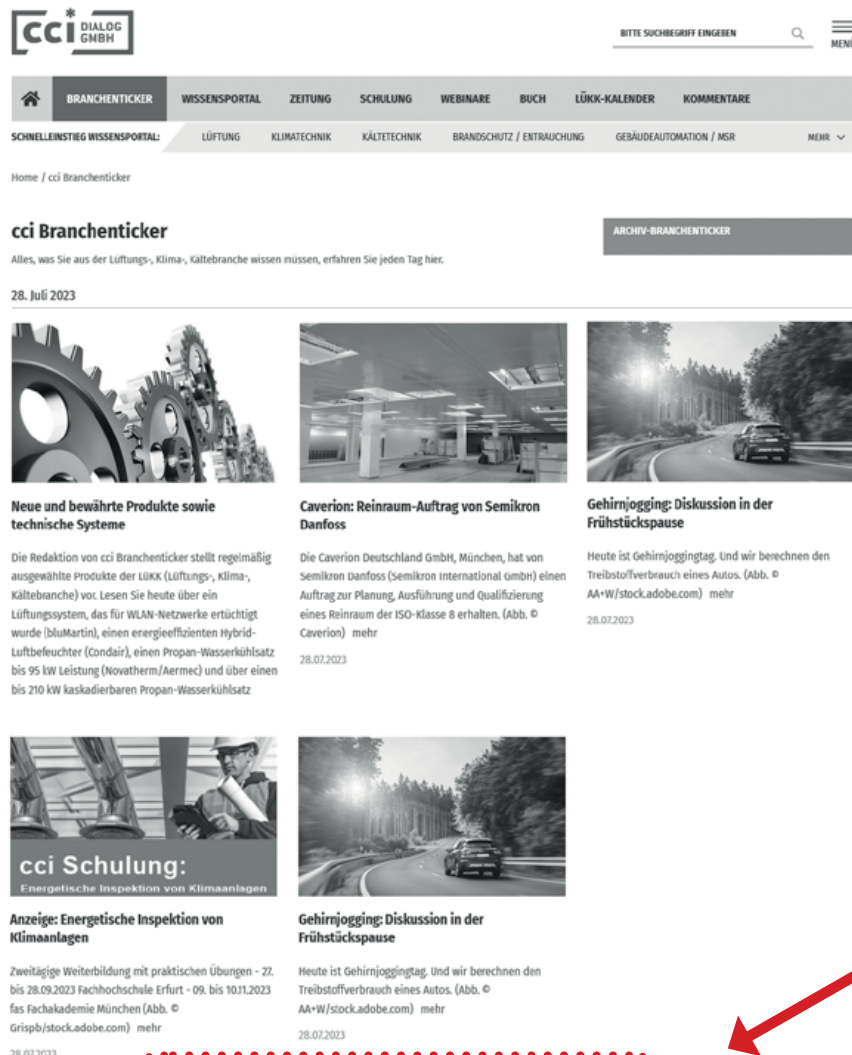 cci DIALOG
GMBH
BITTE SUCHBEGRIFF EINGEBEN
MENÜ
BRANCHENTICKER WISSENSPORTAL ZEITUNG SCHULUNG WEBINARE BUCH LÜKK-KALENDER KOMMENTARE
SCHNELLEINSTIEG WISSENSPORTAL: LÜFTUNG KLIMATECHNIK KÄLTETECHNIK BRANDSCHUTZ / ENTRAUCHUNG GEBÄUDEAUTOMATION / MSR MEHR
Home / cci Branchenticker
cci Branchenticker
ARCHIV-BRANCHENTICKER
Alles, was Sie aus der Lüftungs-, Klima-, Kältebranche wissen müssen, erfahren Sie jeden Tag hier.
28. Juli 2023
Neue und bewährte Produkte sowie
technische Systeme
Die Redaktion von cci Branchenticker stellt regelmäßig
ausgewählte Produkte der LüKK (Lüftungs-, Klima-,
Kältebranche) vor. Lesen Sie heute über ein
Lüftungssystem, das für WLAN-Netzwerke ertüchtigt
wurde (bluMartin), einen energieeffizienten Hybrid-
Luftbefeuchter (Condair), einen Propan-Wasserkühlsatz
bis 95 kW Leistung (Novatherm/Aermec) und über einen
bis 210 kW kaskadierbaren Propan-Wasserkühlsatz
Caverion: Reinraum-Auftrag von Semikron
Danfoss
Die Caverion Deutschland GmbH, München, hat von
Semikron Danfoss (Semikron International GmbH) einen
Auftrag zur Planung, Ausführung und Qualifizierung
eines Reinraum der ISO-Klasse 8 erhalten. (Abb. ©
Caverion) mehr
28.07.2023
Gehirnjogging: Diskussion in der
Frühstückspause
Heute ist Gehirnjoggingtag. Und wir berechnen den
Treibstoffverbrauch eines Autos. (Abb. ©
AA+W/stock.adobe.com) mehr
28.07.2023
cci Schulung:
Energetische Inspektion von Klimaanlagen
Anzeige: Energetische Inspektion von
Klimaanlagen
Zweitägige Weiterbildung mit praktischen Übungen - 27.
bis 28.09.2023 Fachhochschule Erfurt - 09. bis 10.11.2023
fas Fachakademie München (Abb. ©
Grispb/stock.adobe.com) mehr
28.07.2023
Gehirnjogging: Diskussion in der
Frühstückspause
Heute ist Gehirnjoggingtag. Und wir berechnen den
Treibstoffverbrauch eines Autos. (Abb. ©
AA+W/stock.adobe.com) mehr
28.07.2023